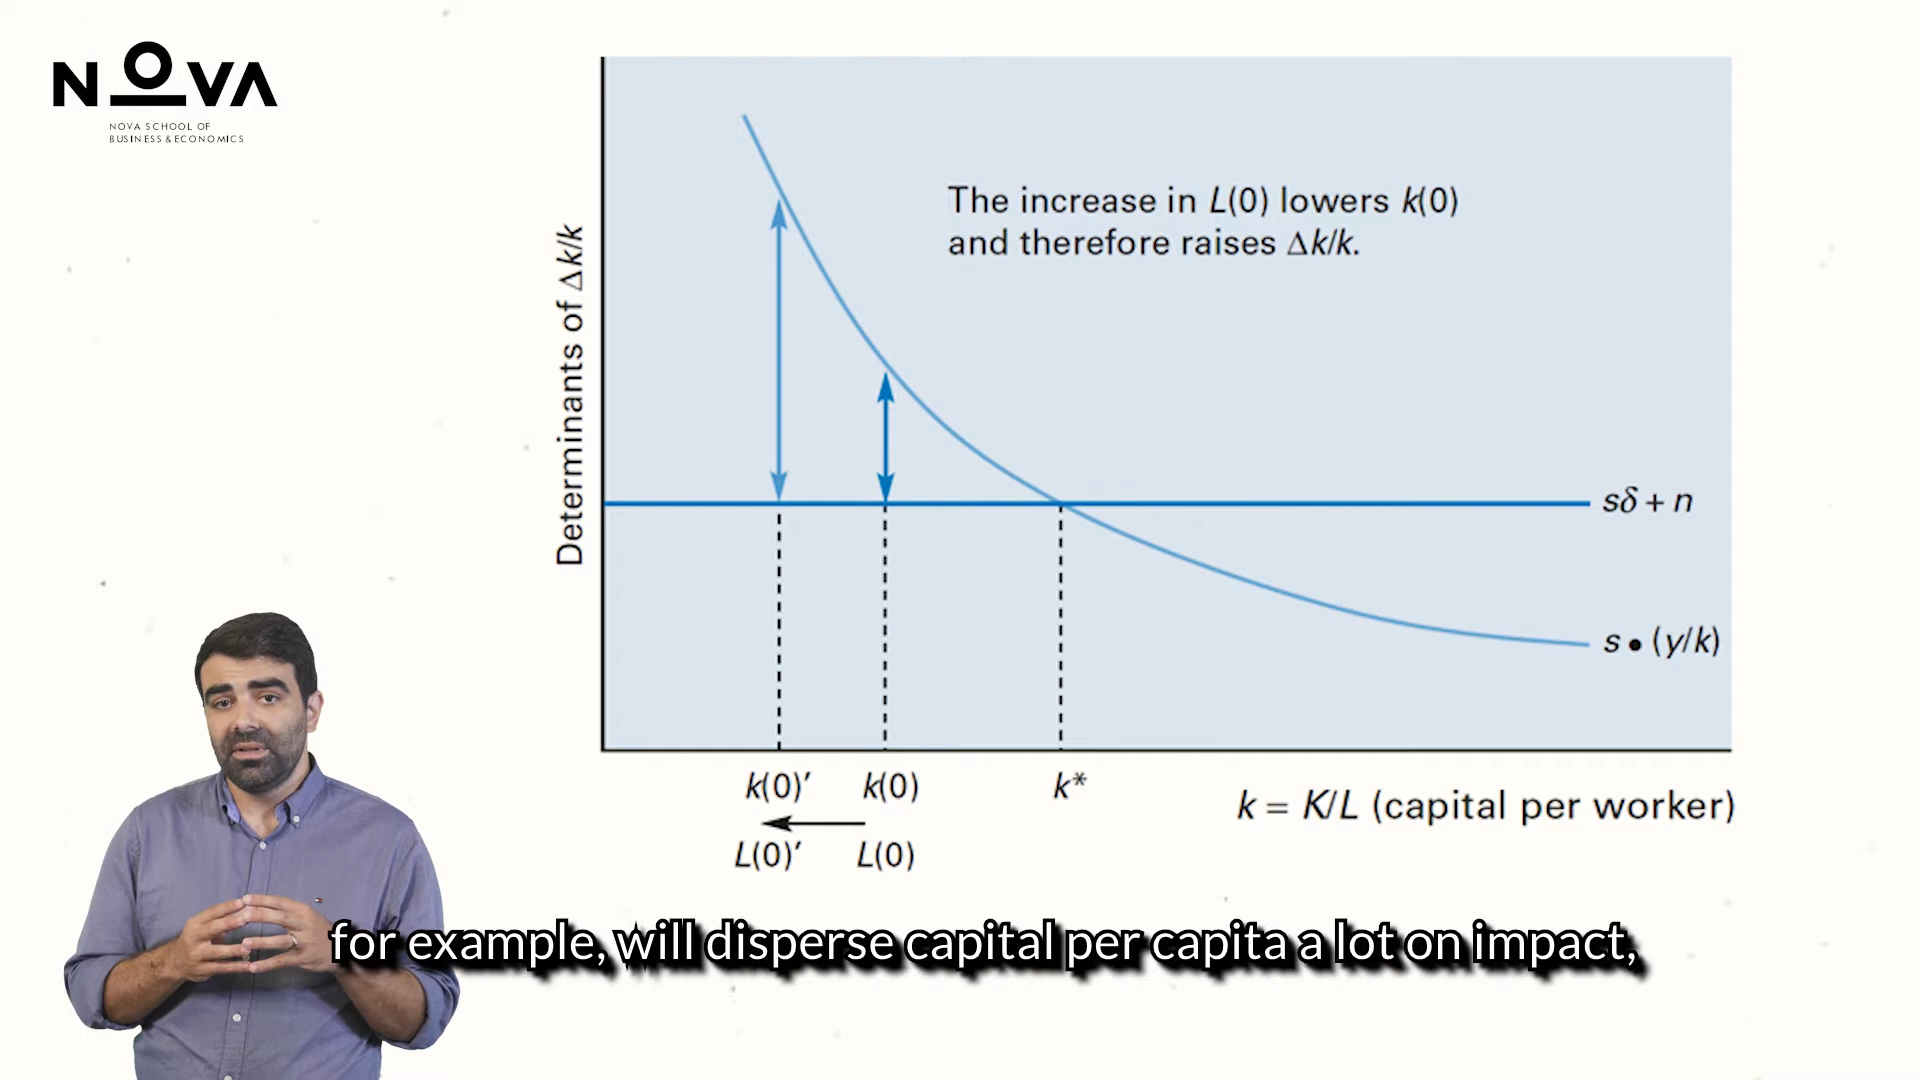 NOVA
NOVA SCHOOL OF
BUSINESS & ECONOMICS
The increase in L(0) lowers k(0)
and therefore raises Δk/k.
Determinants of Δk/k
sδ + n
s • (y/k)
k(0)′ k(0) k*
k = K/L (capital per worker)
L(0)′ L(0)
for example, will disperse capital per capita a lot on impact,